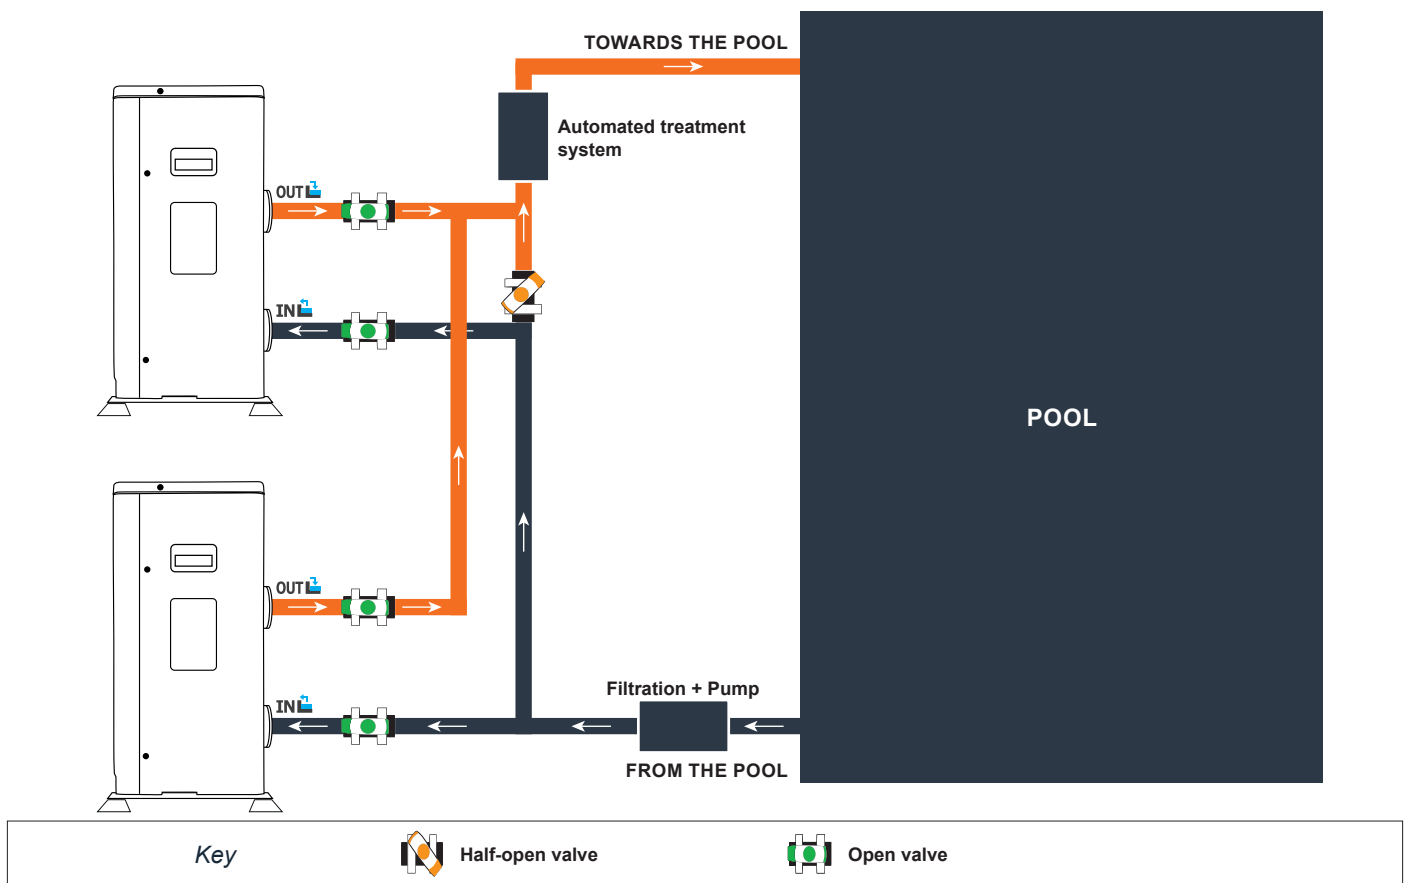 TOWARDS THE POOL
Automated treatment
system
OUT
IN
POOL
OUT
Filtration + Pump
IN
FROM THE POOL
Key
Half-open valve
Open valve